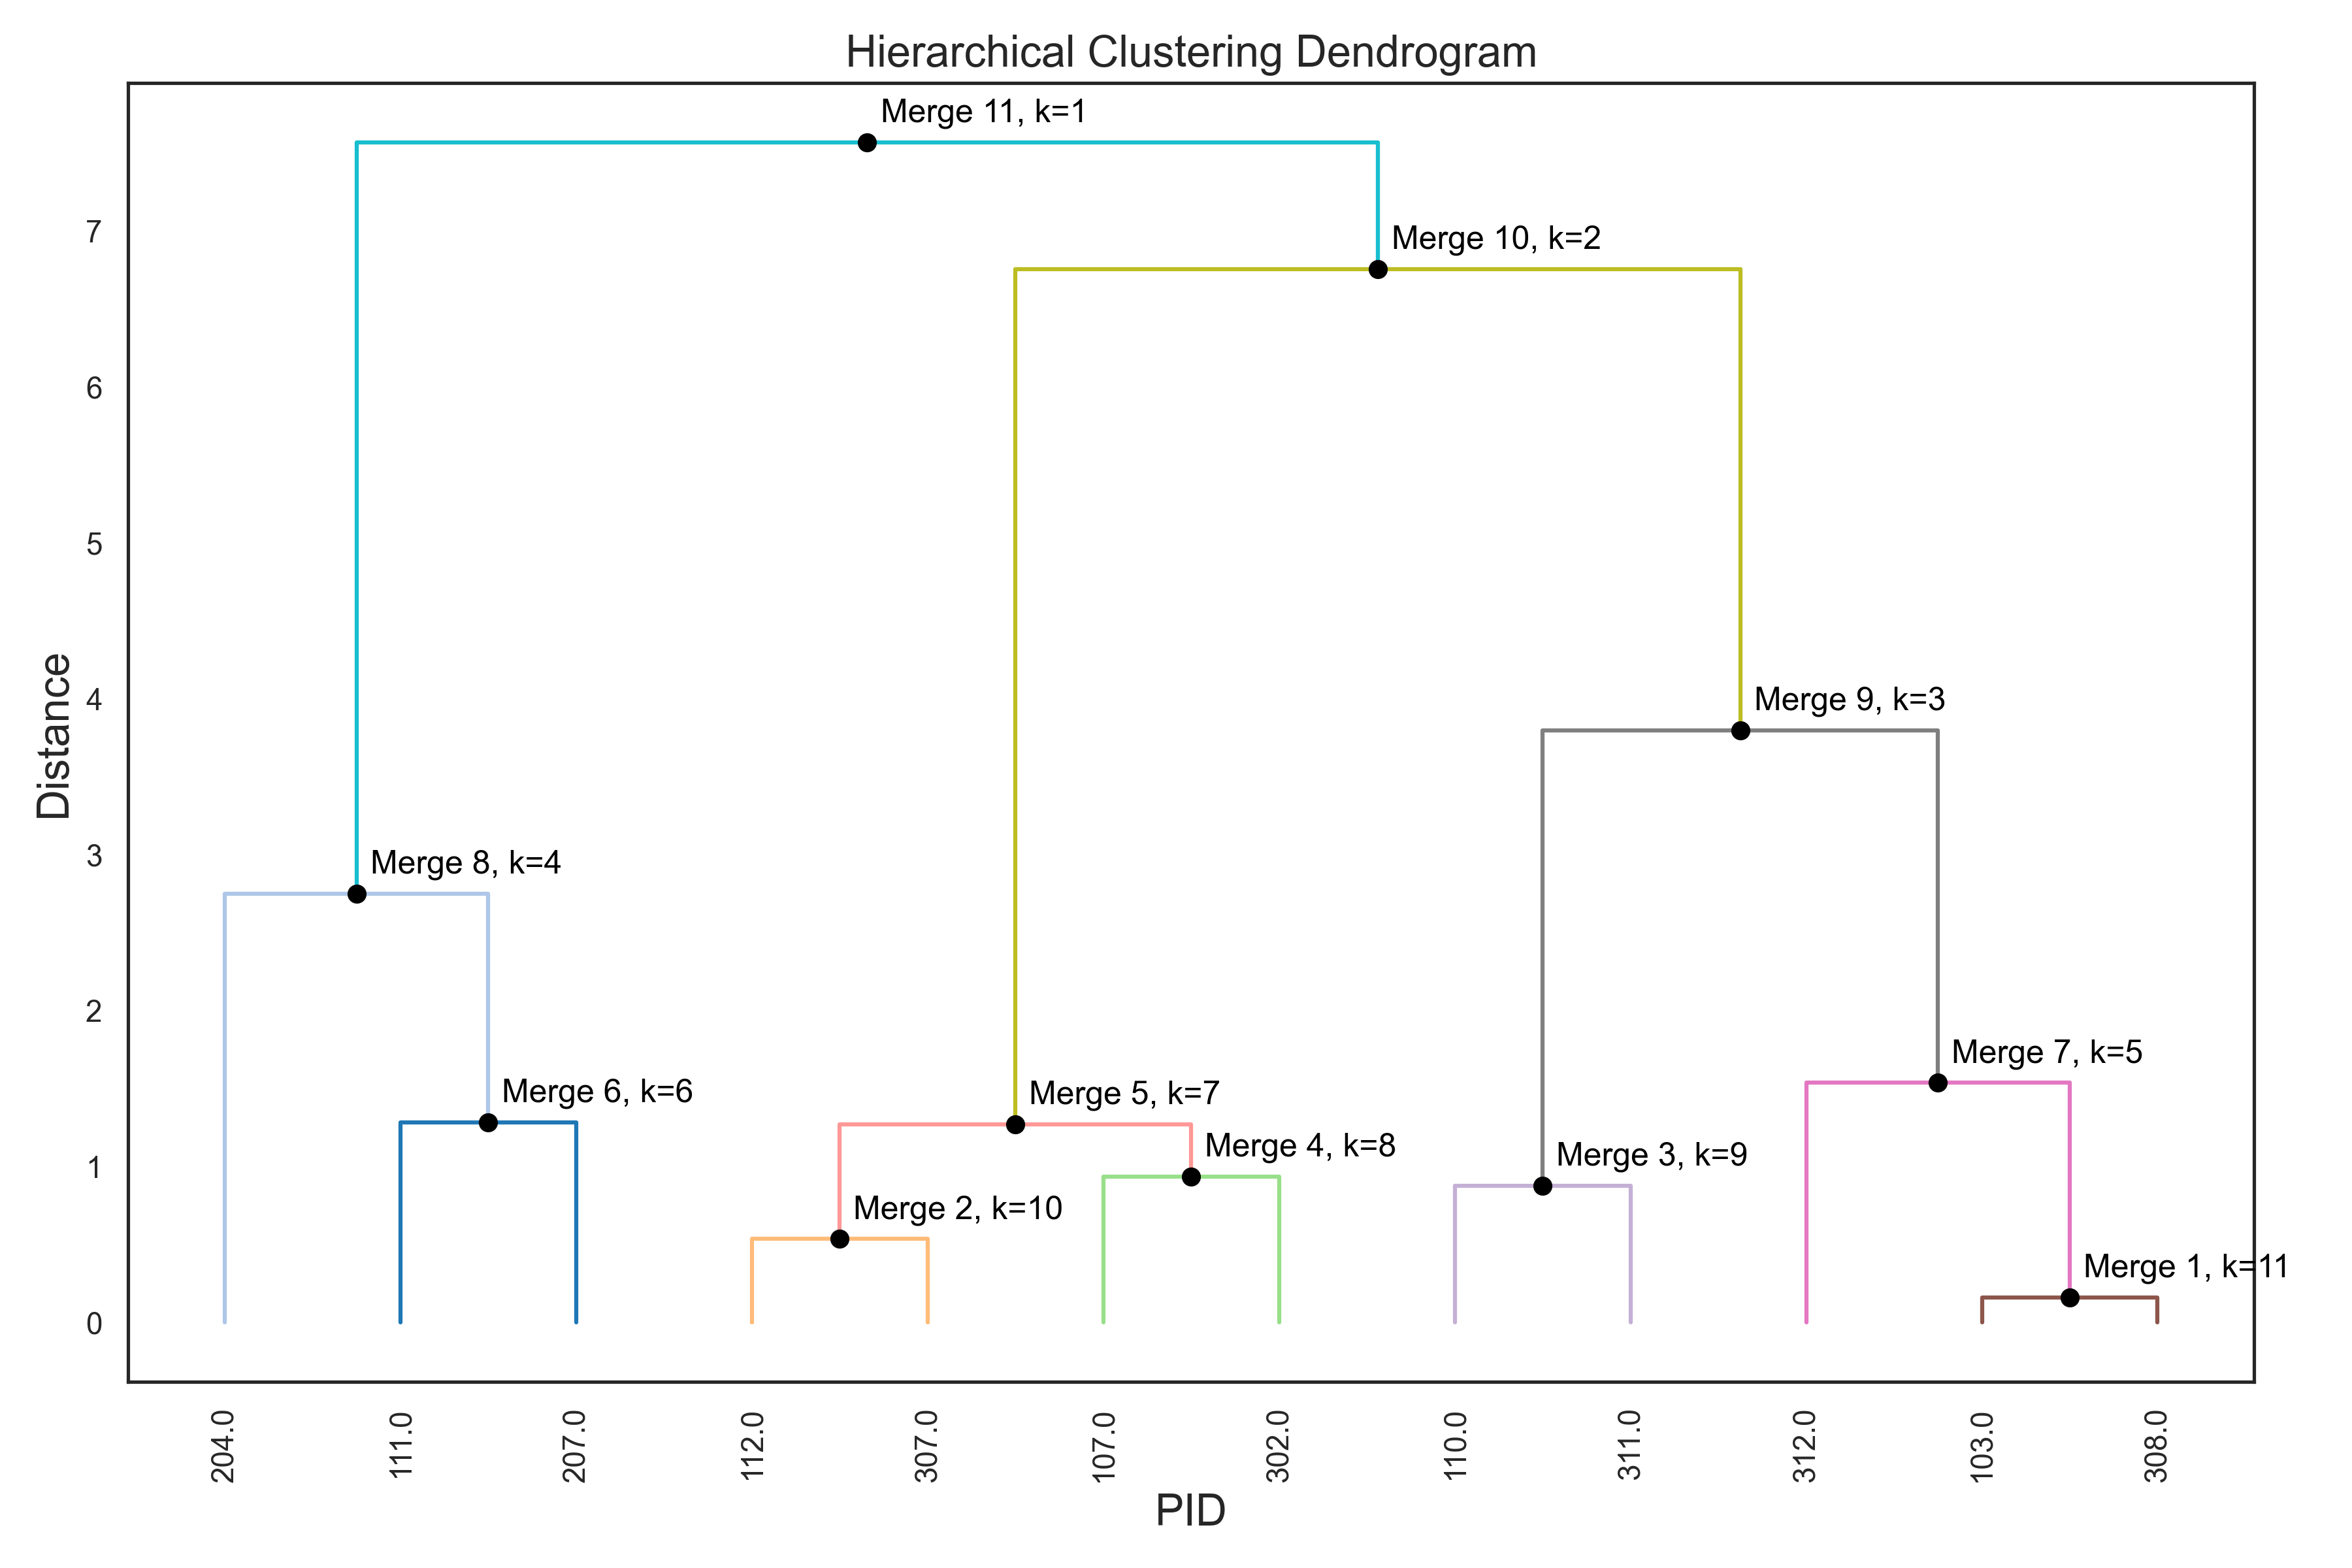 Hierarchical Clustering Dendrogram
Merge 11, k=1
7
Merge 10, k=2
6
5
4
Merge 9, k=3
Distance
3
Merge 8, k=4
2
Merge 7, k=5
Merge 6, k=6
Merge 5, k=7
1
Merge 4, k=8
Merge 3, k=9
Merge 2, k=10
Merge 1, k=11
0
204.0
111.0
207.0
112.0
307.0
107.0
302.0
110.0
311.0
312.0
103.0
308.0
PID